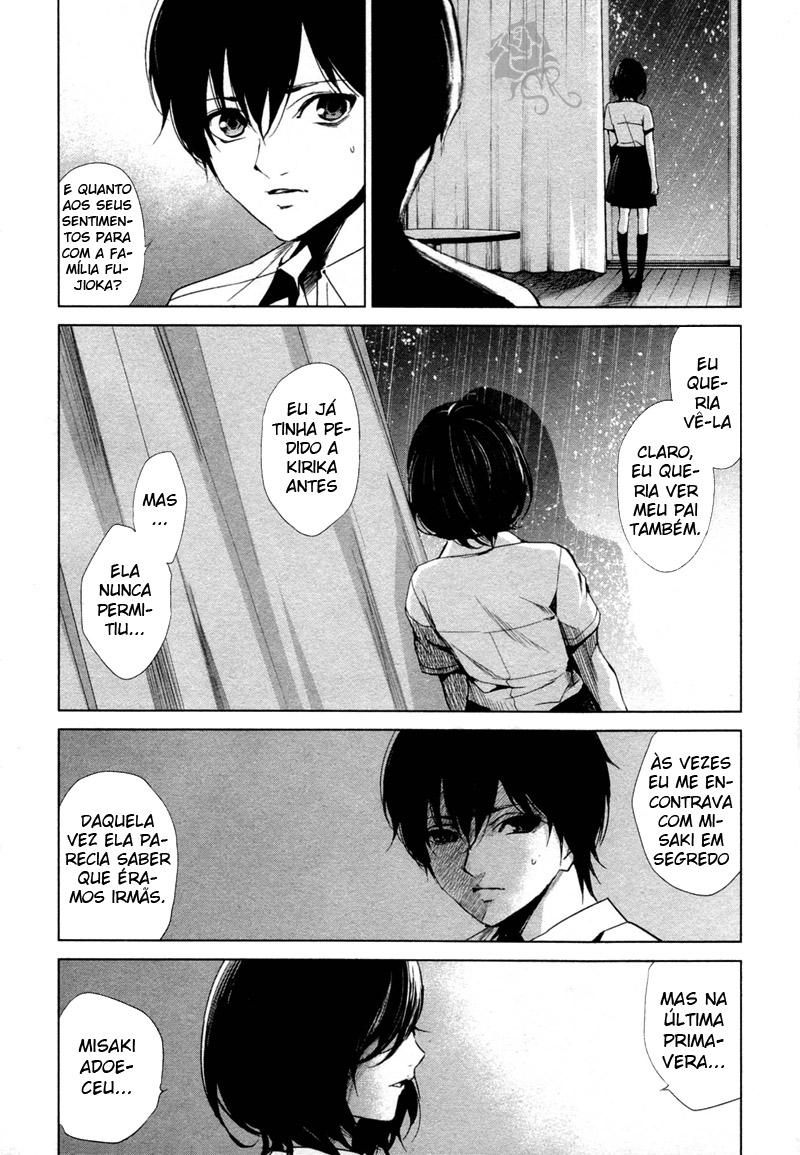 E QUANTO
AOS SEUS
SENTIMEN-
TOS PARA
COM A FA-
MÍLIA FU-
JIOKA?
EU
QUE-
RIA
VÊ-LA
CLARO,
EU QUE-
RIA VER
MEU PAI
TAMBÉM.
EU JÁ
TINHA PE-
DIDO A
KIRIKA
ANTES
MAS
...
ELA
NUNCA
PERMI-
TIU...
ÀS VEZES
EU ME EN-
CONTRAVA
COM MI-
SAKI EM
SEGREDO
DAQUELA
VEZ ELA PA-
RECIA SABER
QUE ÉRA-
MOS IRMÃS.
MAS NA
ÚLTIMA
PRIMA-
VERA...
MISAKI
ADOE-
CEU...